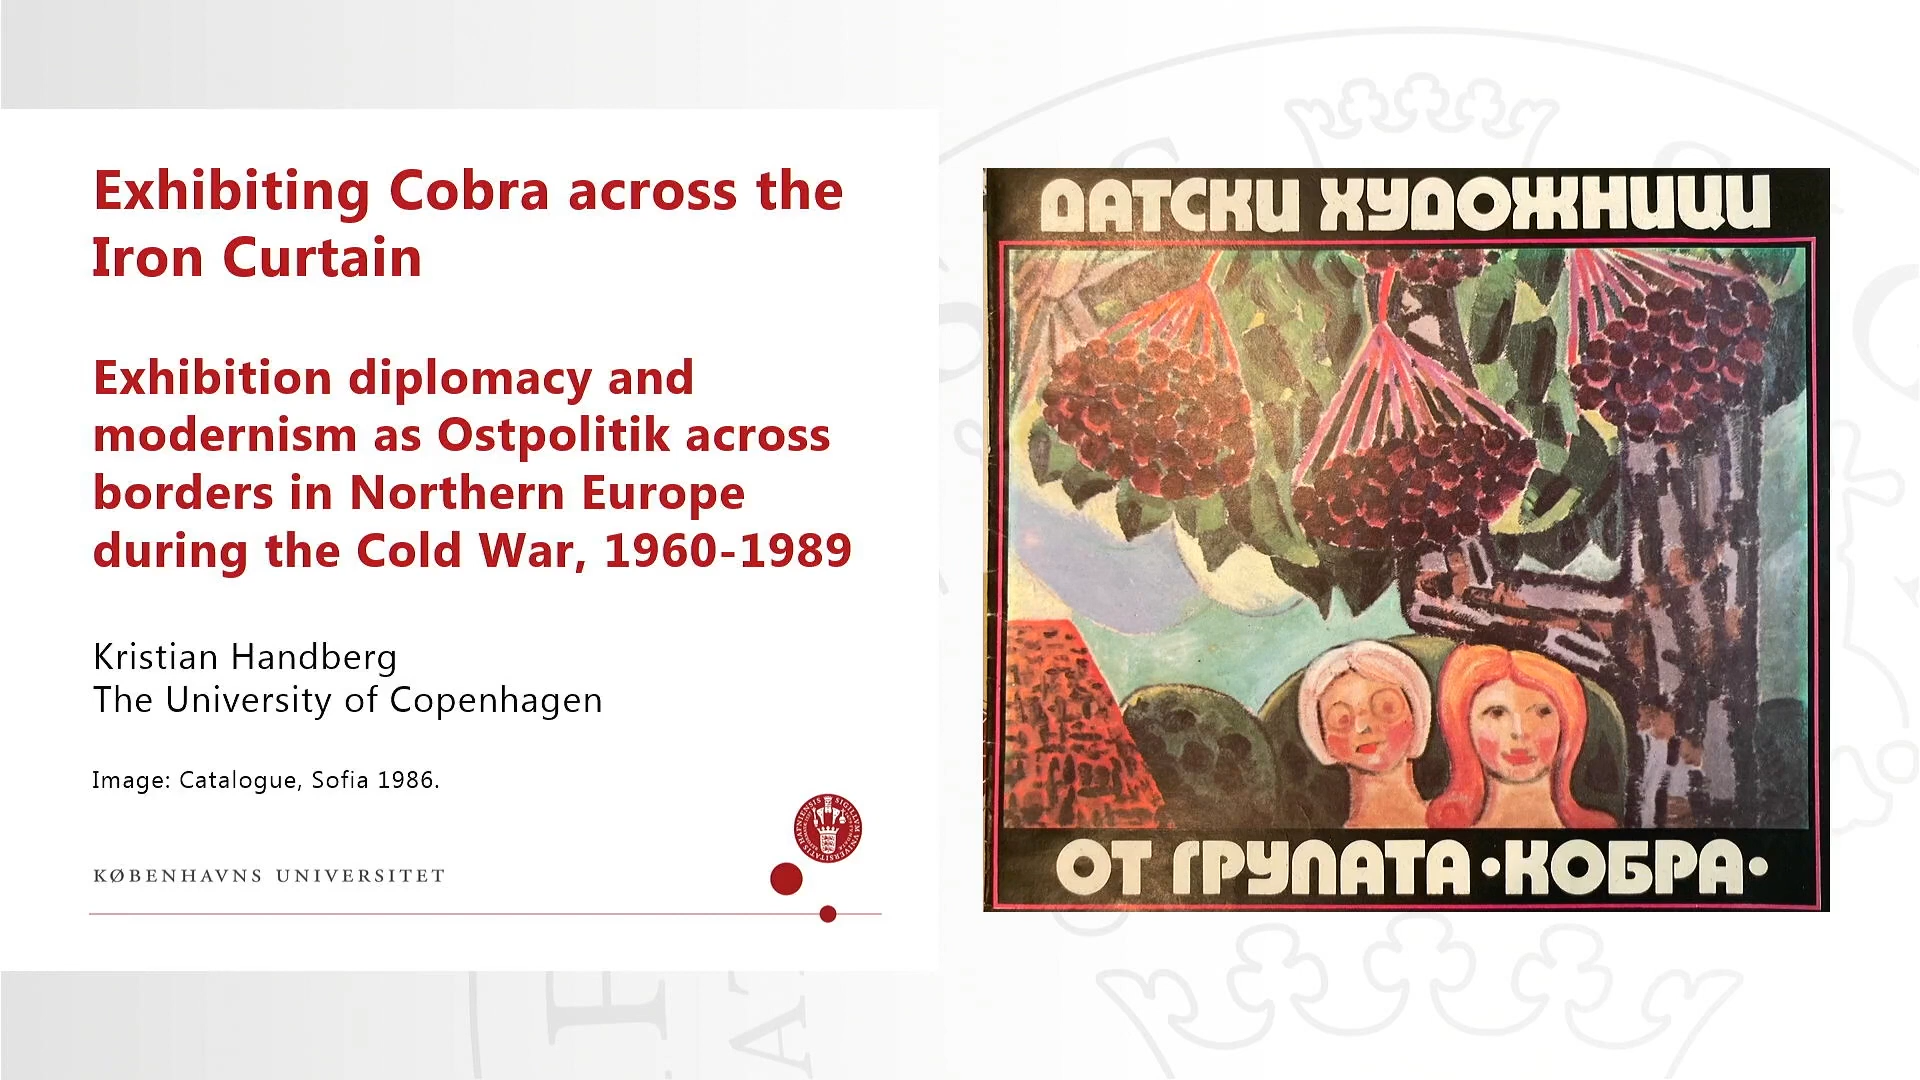 Exhibiting Cobra across the
Iron Curtain
Exhibition diplomacy and
modernism as Ostpolitik across
borders in Northern Europe
during the Cold War, 1960-1989
Kristian Handberg
The University of Copenhagen
Image: Catalogue, Sofia 1986.
KØBENHAVNS UNIVERSITET
ДАТСКИ ХУДОЖНИЦИ
ОТ ГРУПАТА •КОБРА•